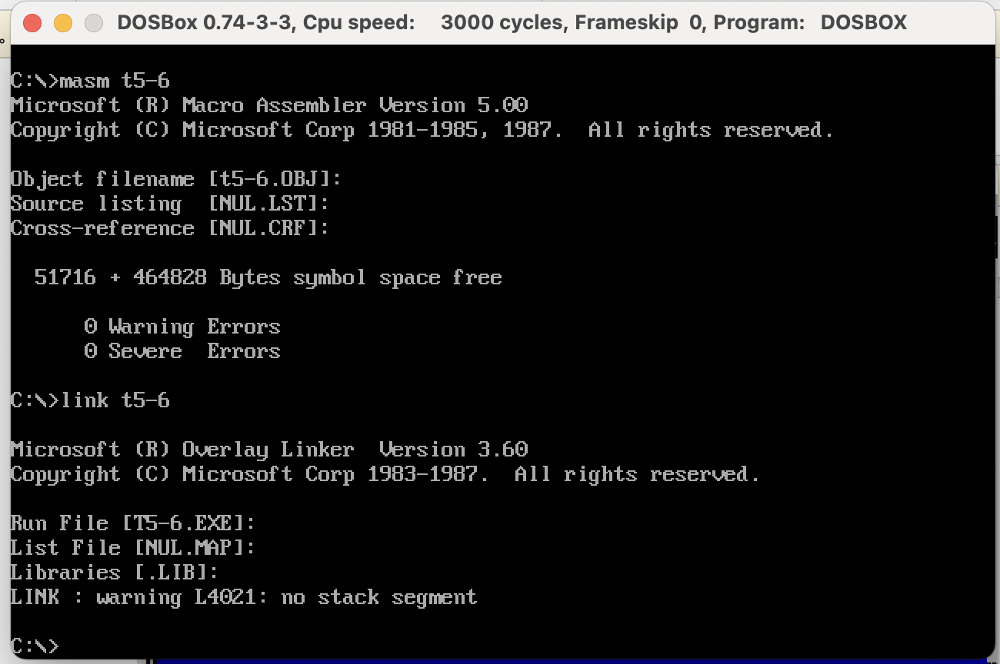 DOSBox 0.74-3-3, Cpu speed: 3000 cycles, Frameskip 0, Program: DOSBOX
C:\>masm t5-6
Microsoft (R) Macro Assembler Version 5.00
Copyright (C) Microsoft Corp 1981-1985, 1987.  All rights reserved.
Object filename [t5-6.OBJ]:
Source listing  [NUL.LST]:
Cross-reference [NUL.CRF]:
51716 + 464828 Bytes symbol space free
0 Warning Errors
0 Severe  Errors
C:\>link t5-6
Microsoft (R) Overlay Linker  Version 3.60
Copyright (C) Microsoft Corp 1983-1987.  All rights reserved.
Run File [T5-6.EXE]:
List File [NUL.MAP]:
Libraries [.LIB]:
LINK : warning L4021: no stack segment
C:\>